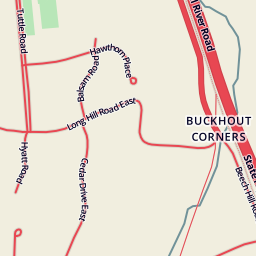 Tuttle Road
River Road
Hawthorn Place
Balsam Road
Long Hill Road East
BUCKHOUT
CORNERS
Hyatt Road
Cedar Drive East
State
Beech Hill Road